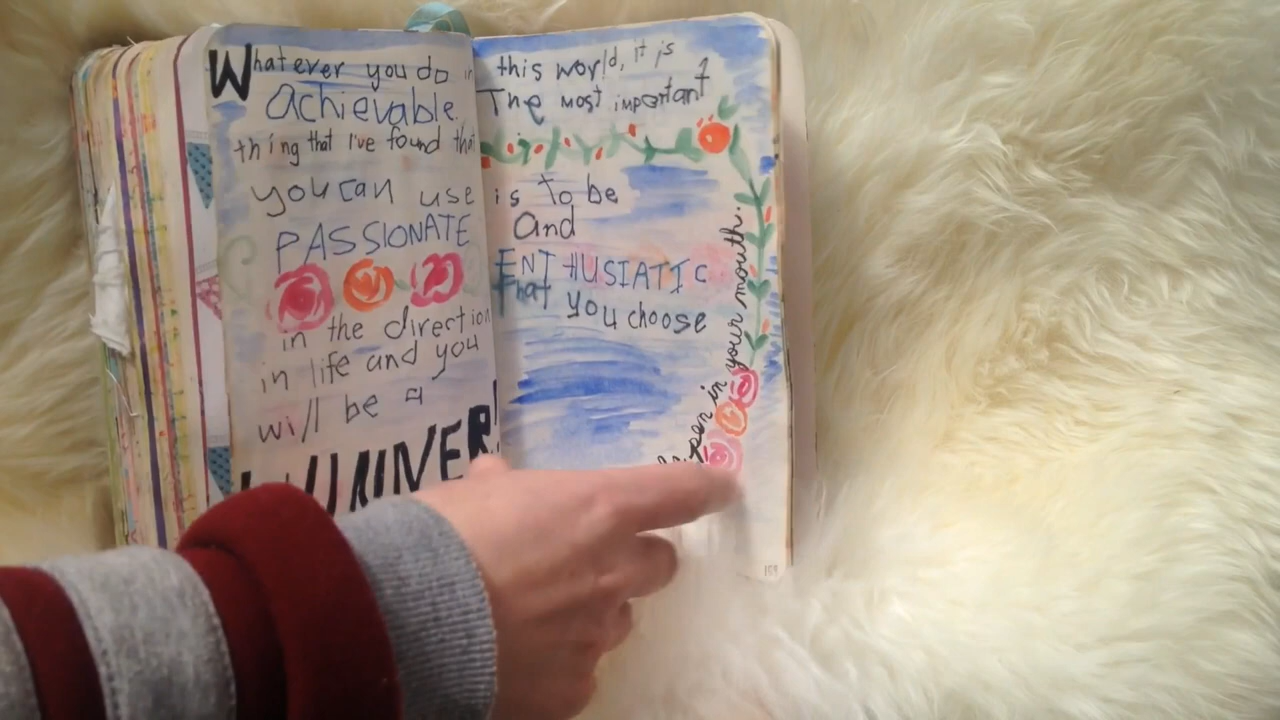 Whatever you do in this world, it is
Achievable. The most important
thing that I've found that
you can use is to be
PASSIONATE And
ENTHUSIATIC
in the direction that you choose
in life and you
will be a
WINNER!
in your mouth.
159